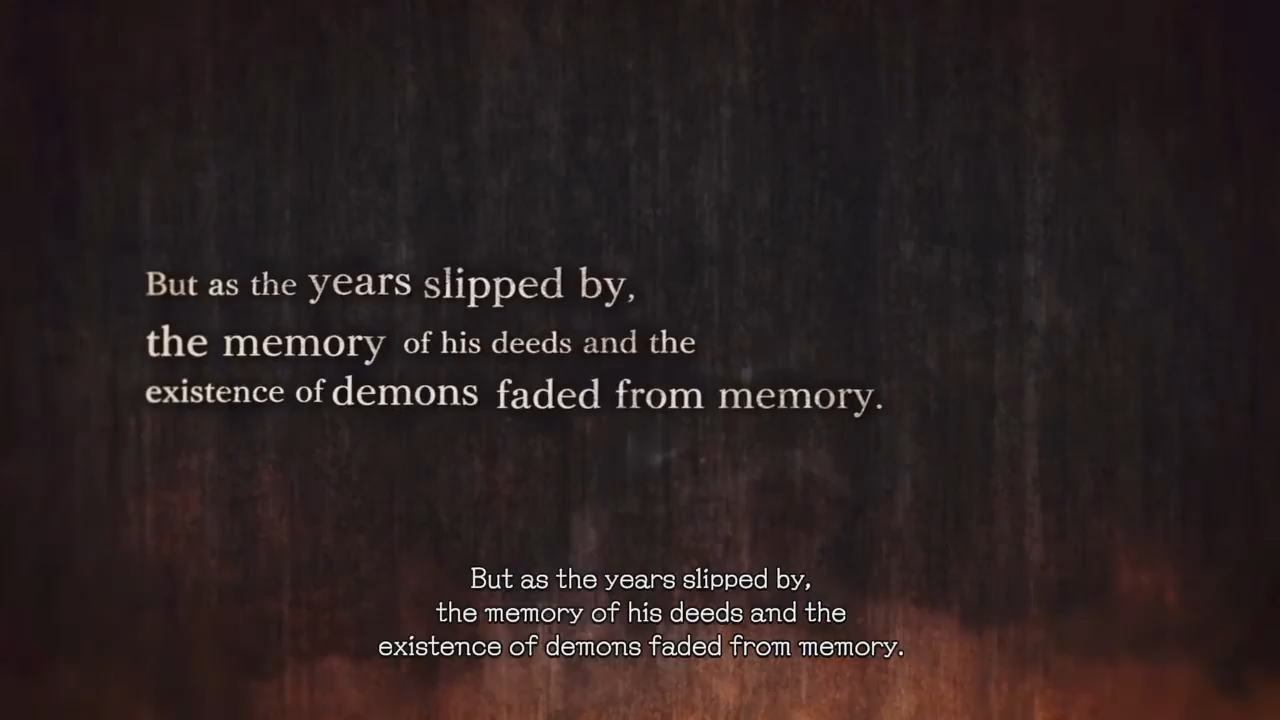 But as the years slipped by,
the memory of his deeds and the
existence of demons faded from memory.
But as the years slipped by,
the memory of his deeds and the
existence of demons faded from memory.